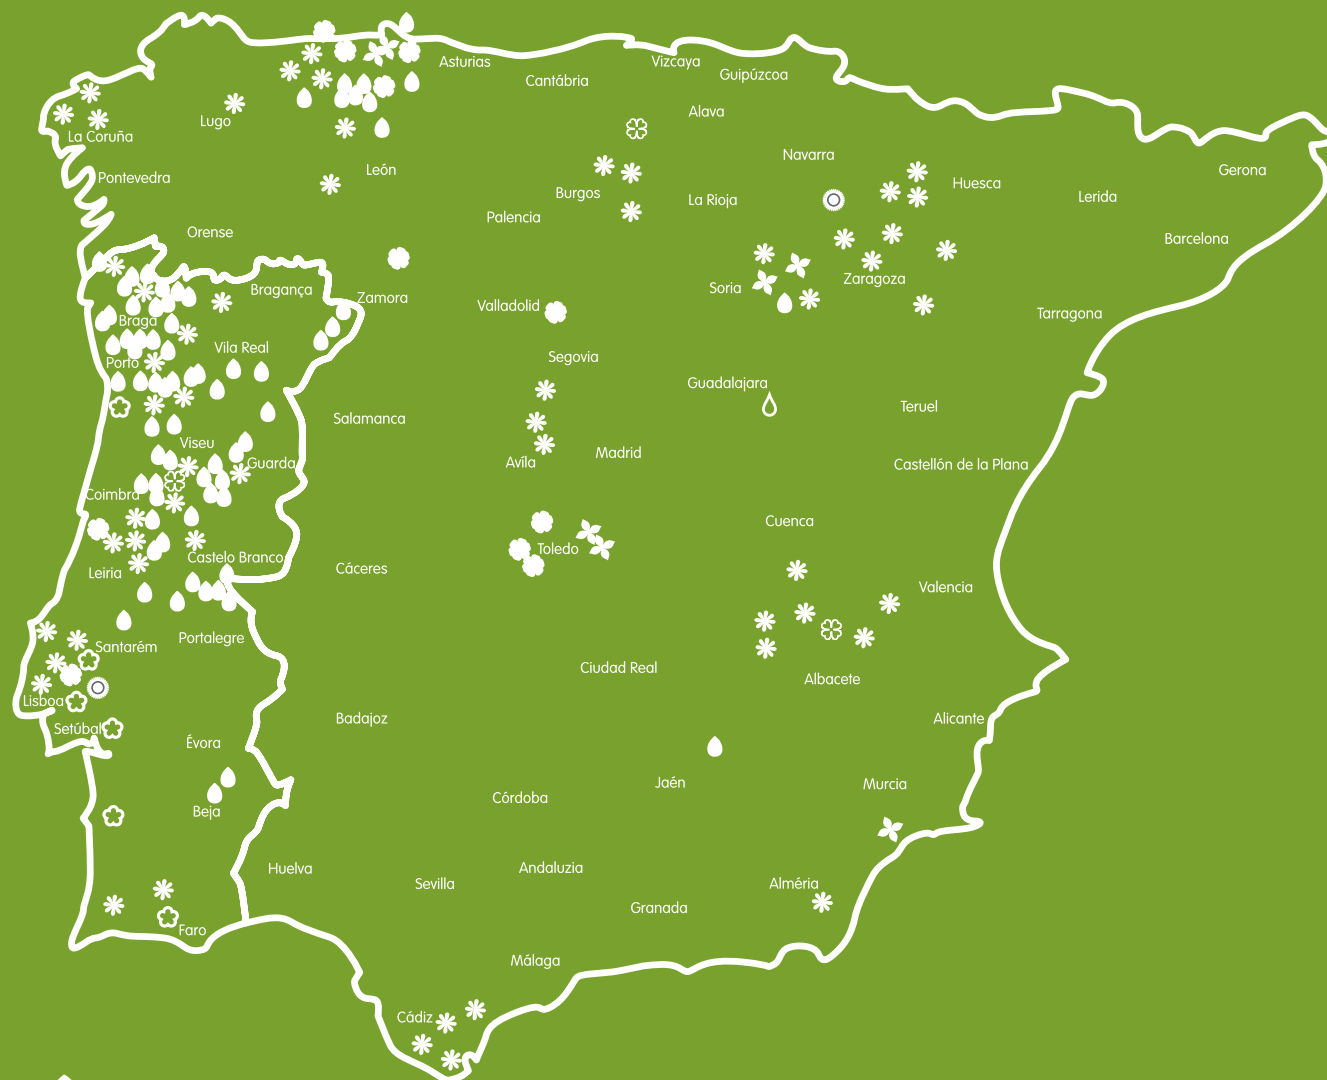 Asturias
Vizcaya
Guipúzcoa
Cantábria
Alava
Lugo
La Coruña
Navarra
León
Gerona
Pontevedra
Huesca
Burgos
Lerida
La Rioja
Palencia
Orense
Barcelona
Zaragoza
Soria
Bragança
Zamora
Valladolid
Tarragona
Braga
Vila Real
Segovia
Porto
Guadalajara
Teruel
Salamanca
Viseu
Madrid
Avíla
Guarda
Castellón de la Plana
Coimbra
Cuenca
Toledo
Castelo Branco
Cáceres
Leiria
Valencia
Portalegre
Santarém
Ciudad Real
Albacete
Lisboa
Badajoz
Alicante
Setúbal
Évora
Jaén
Murcia
Córdoba
Beja
Huelva
Andaluzia
Sevilla
Alméria
Granada
Faro
Málaga
Cádiz